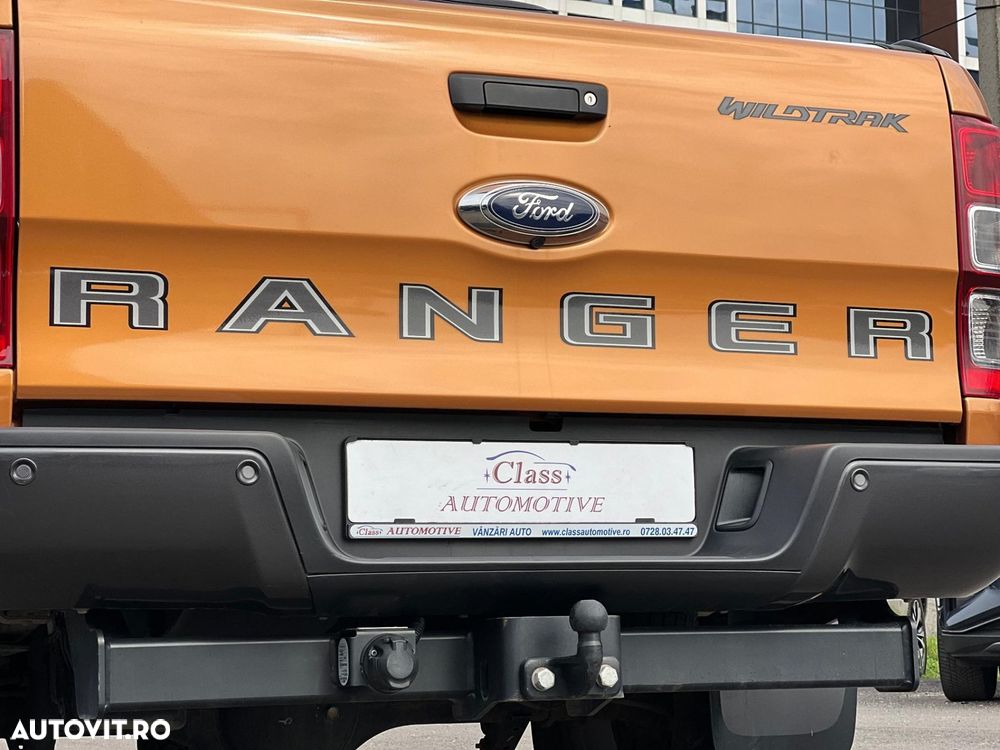 WILDTRAK
Ford
RANGER
Class
AUTOMOTIVE
Class AUTOMOTIVE VÂNZĂRI AUTO www.classautomotive.ro 0728.03.47.47
AUTOVIT.RO